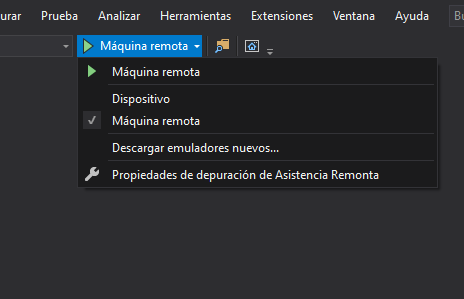 urar Prueba Analizar Herramientas Extensiones Ventana Ayuda Bu
Máquina remota
Máquina remota
Dispositivo
Máquina remota
Descargar emuladores nuevos...
Propiedades de depuración de Asistencia Remonta